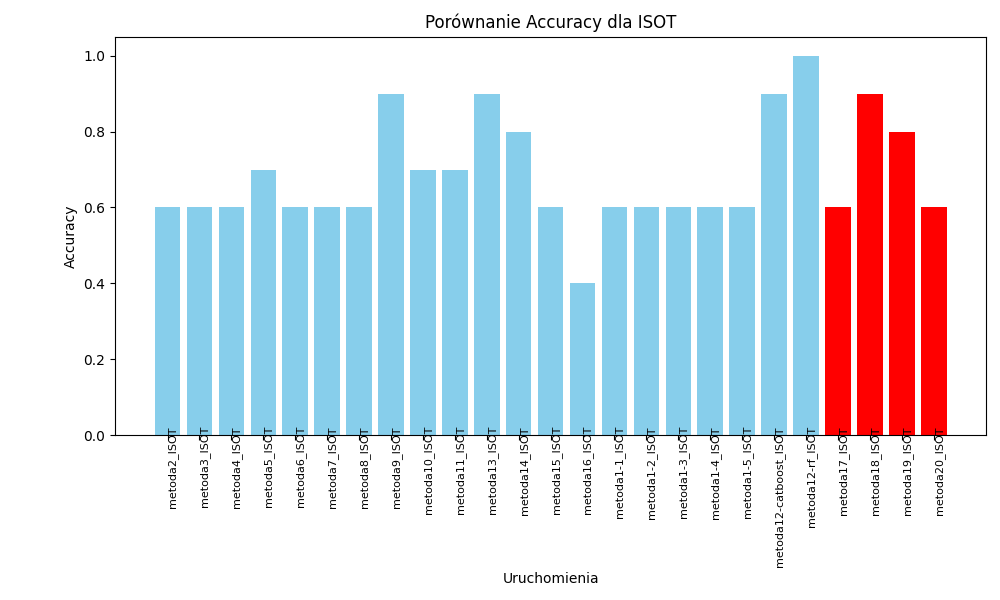 Porównanie Accuracy dla ISOT
1.0
0.8
0.6
0.4
0.2
0.0
Accuracy
metoda2_ISOT
metoda3_ISOT
metoda4_ISOT
metoda5_ISOT
metoda6_ISOT
metoda7_ISOT
metoda8_ISOT
metoda9_ISOT
metoda10_ISOT
metoda11_ISOT
metoda13_ISOT
metoda14_ISOT
metoda15_ISOT
metoda16_ISOT
metoda1-1_ISOT
metoda1-2_ISOT
metoda1-3_ISOT
metoda1-4_ISOT
metoda1-5_ISOT
metoda12-catboost_ISOT
metoda12-rf_ISOT
metoda17_ISOT
metoda18_ISOT
metoda19_ISOT
metoda20_ISOT
Uruchomienia